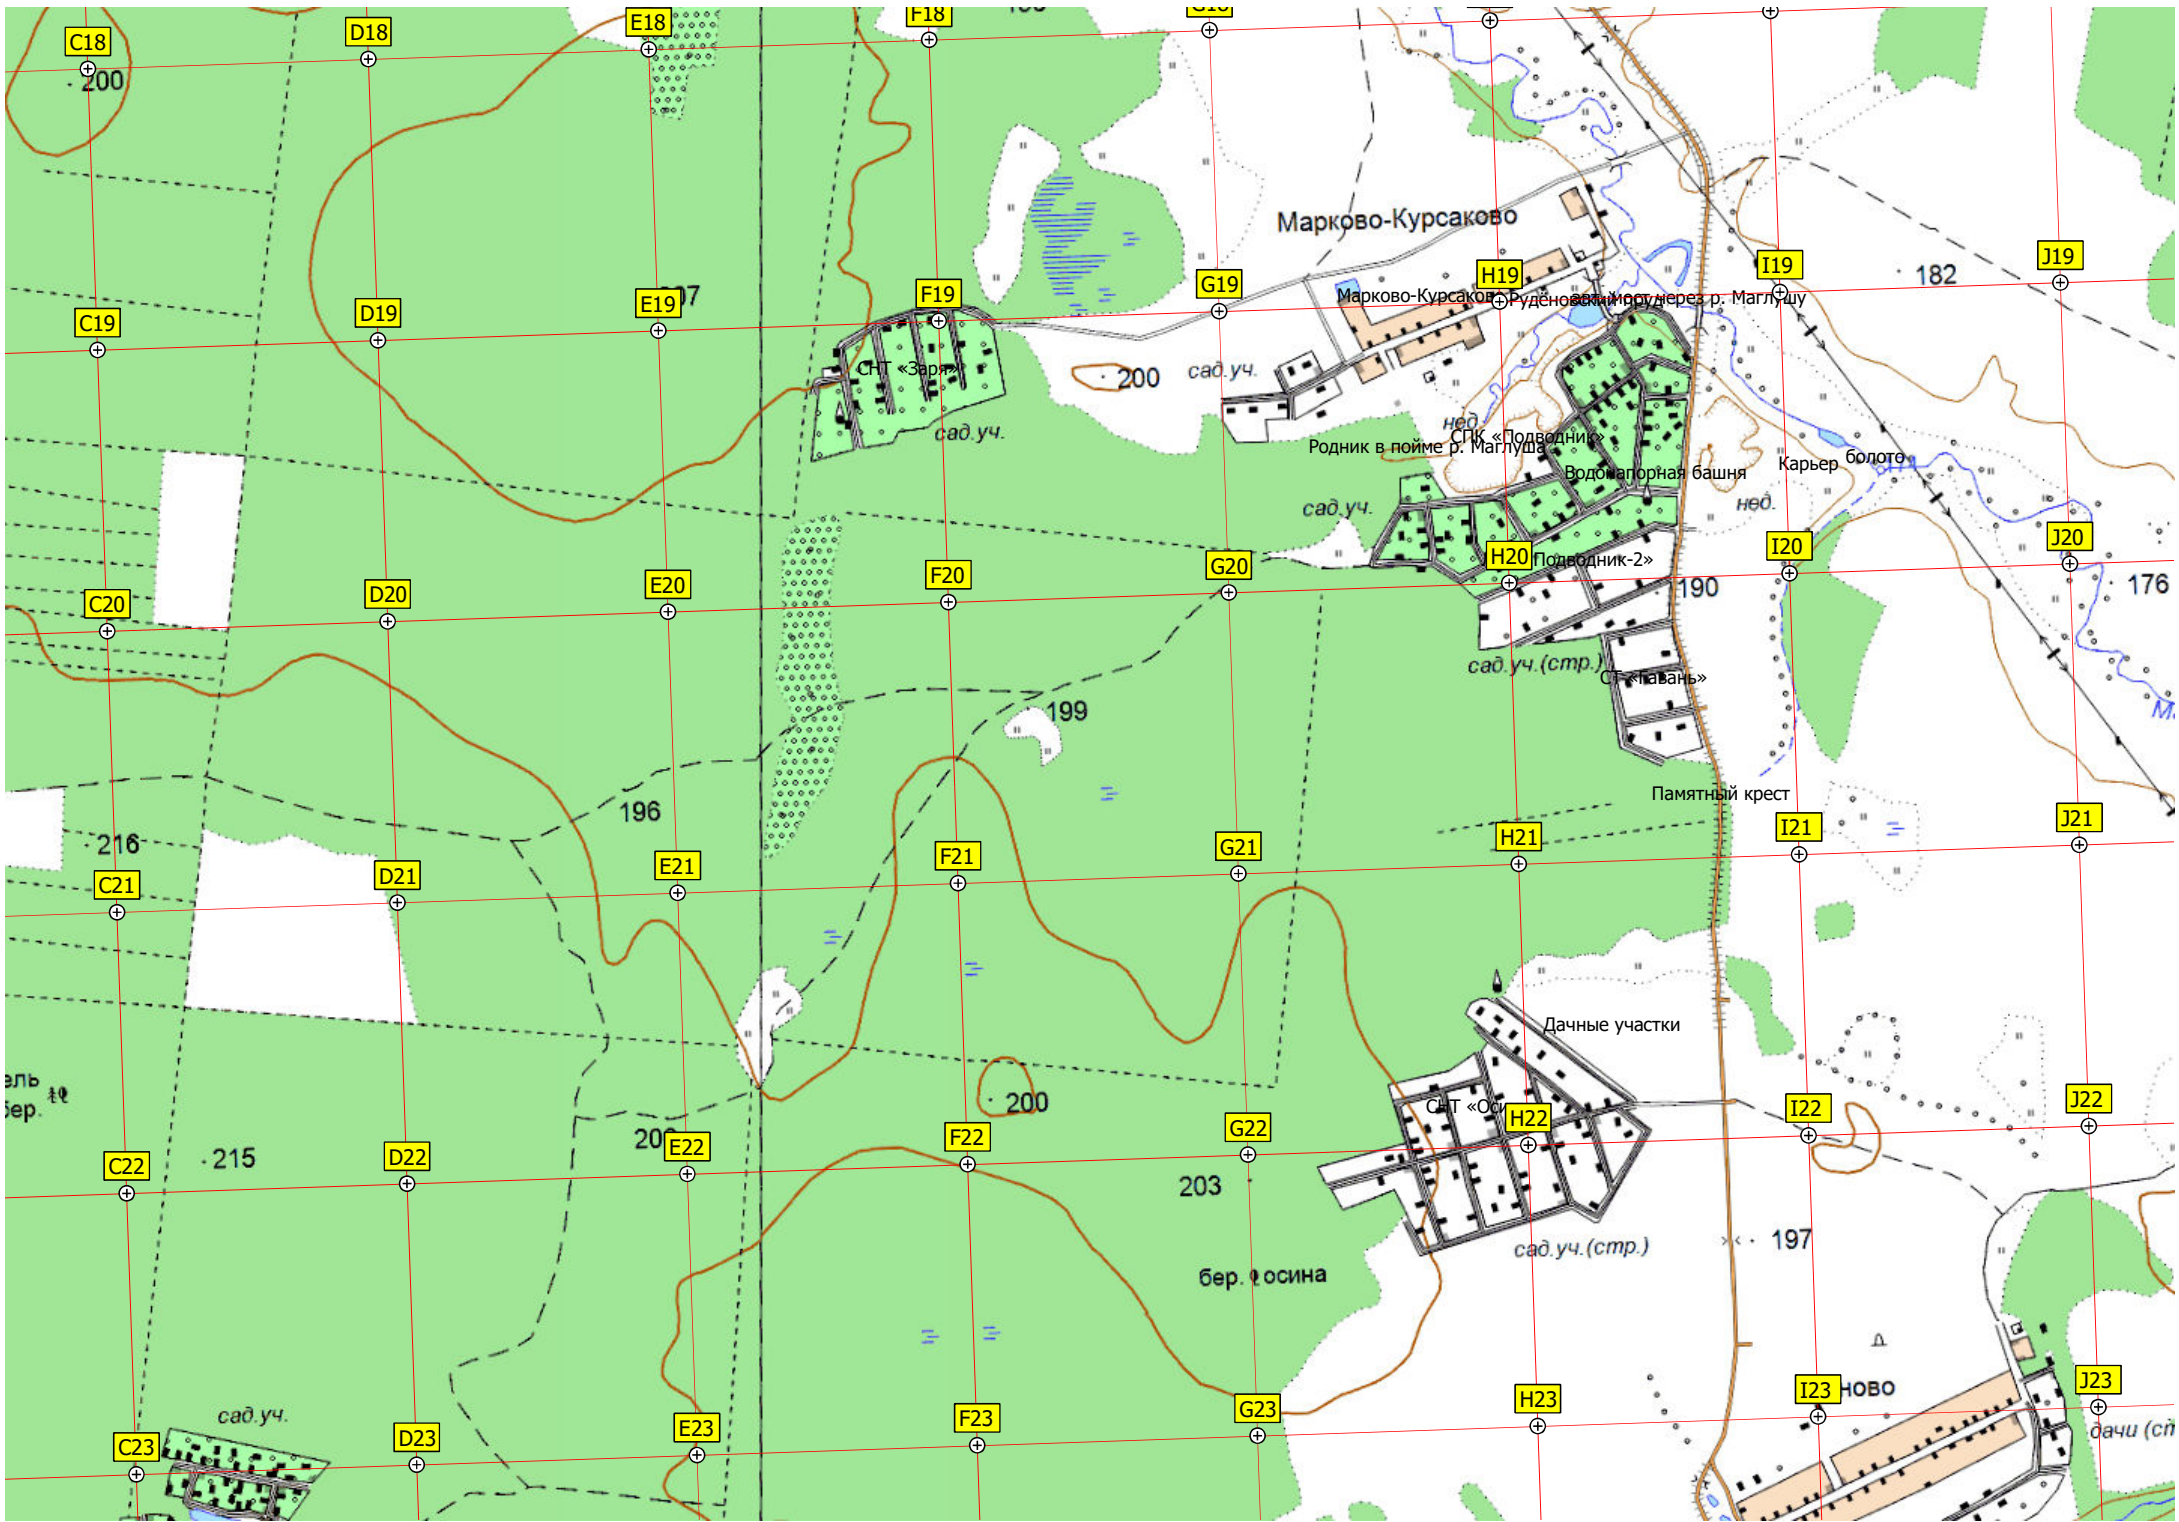 C18
D18
E18
F18
200
Марково-Курсаково
182
C19
D19
E19
F19
G19
H19
I19
J19
СНТ «Заря»
сад.уч.
200
сад.уч.
нед.
СПК «Подводник»
Родник в пойме р. Маглуша
Водонапорная башня
Карьер
болото
нед.
сад.уч.
C20
D20
E20
F20
G20
H20
I20
J20
Подводник-2»
190
176
сад.уч.(стр.)
СТ «Гавань»
199
196
216
Памятный крест
C21
D21
E21
F21
G21
H21
I21
J21
Дачные участки
200
215
C22
D22
E22
F22
G22
H22
I22
J22
203
197
сад.уч.(стр.)
бер.
осина
сад.уч.
C23
D23
E23
F23
G23
H23
I23
J23
ново
дачи (ст